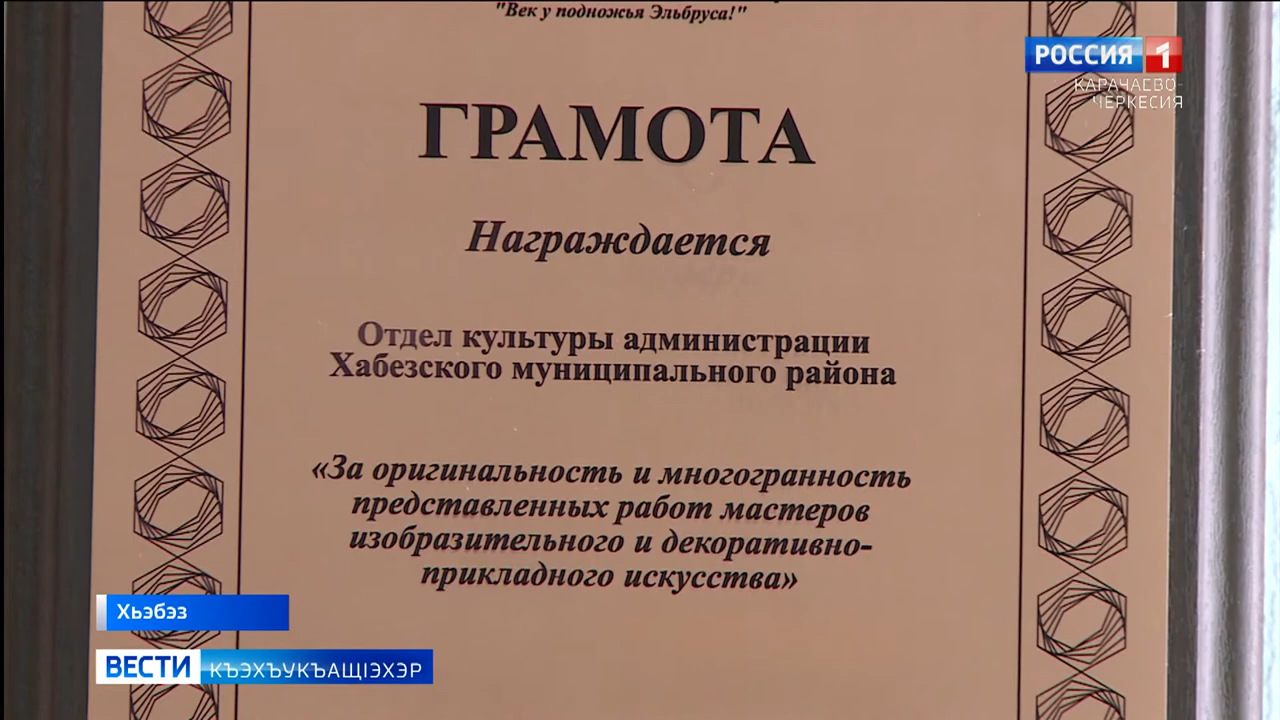 "Век у подножья Эльбруса!"
РОССИЯ 1
КАРАЧАЕВО-
ЧЕРКЕСИЯ
ГРАМОТА
Награждается
Отдел культуры администрации
Хабезского муниципального района
«За оригинальность и многогранность
представленных работ мастеров
изобразительного и декоративно-
прикладного искусства»
Хьэбэз
ВЕСТИ КЪЭХЪУКЪАЩІЭХЭР